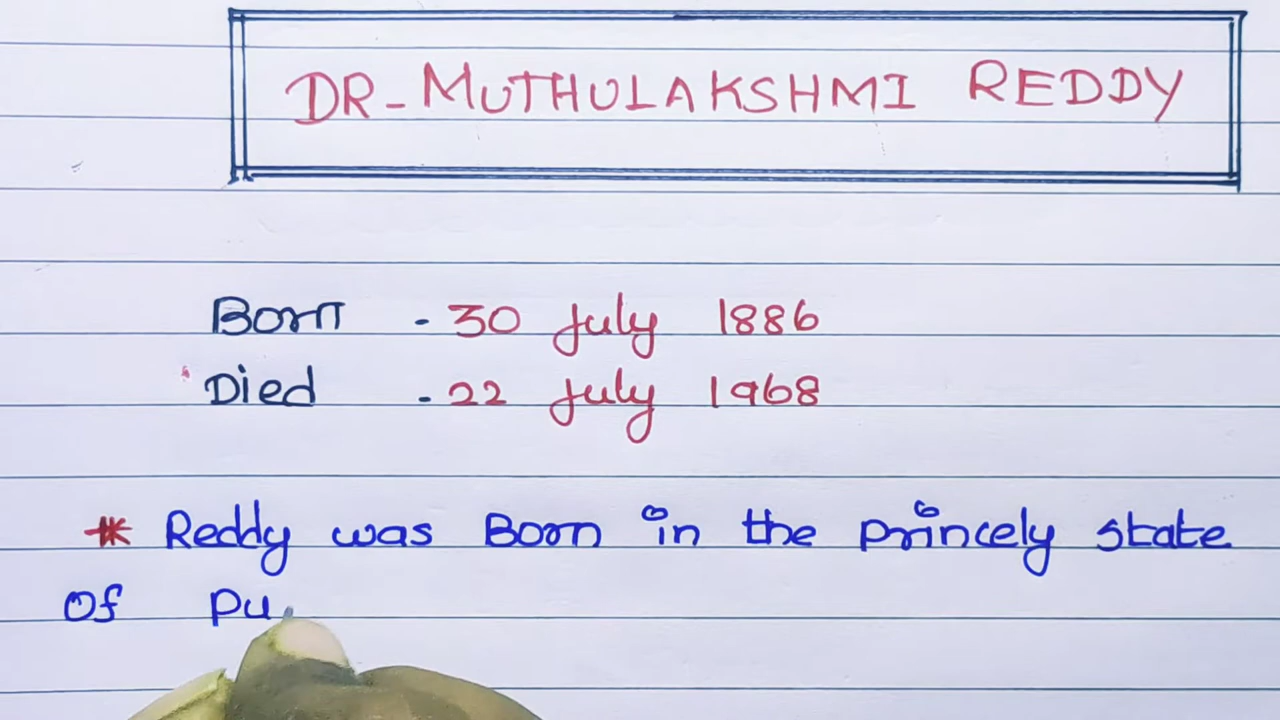 DR-MUTHULAKSHMI REDDY
Born - 30 July 1886
Died - 22 July 1968
* Reddy was Born in the princely state
of Pu